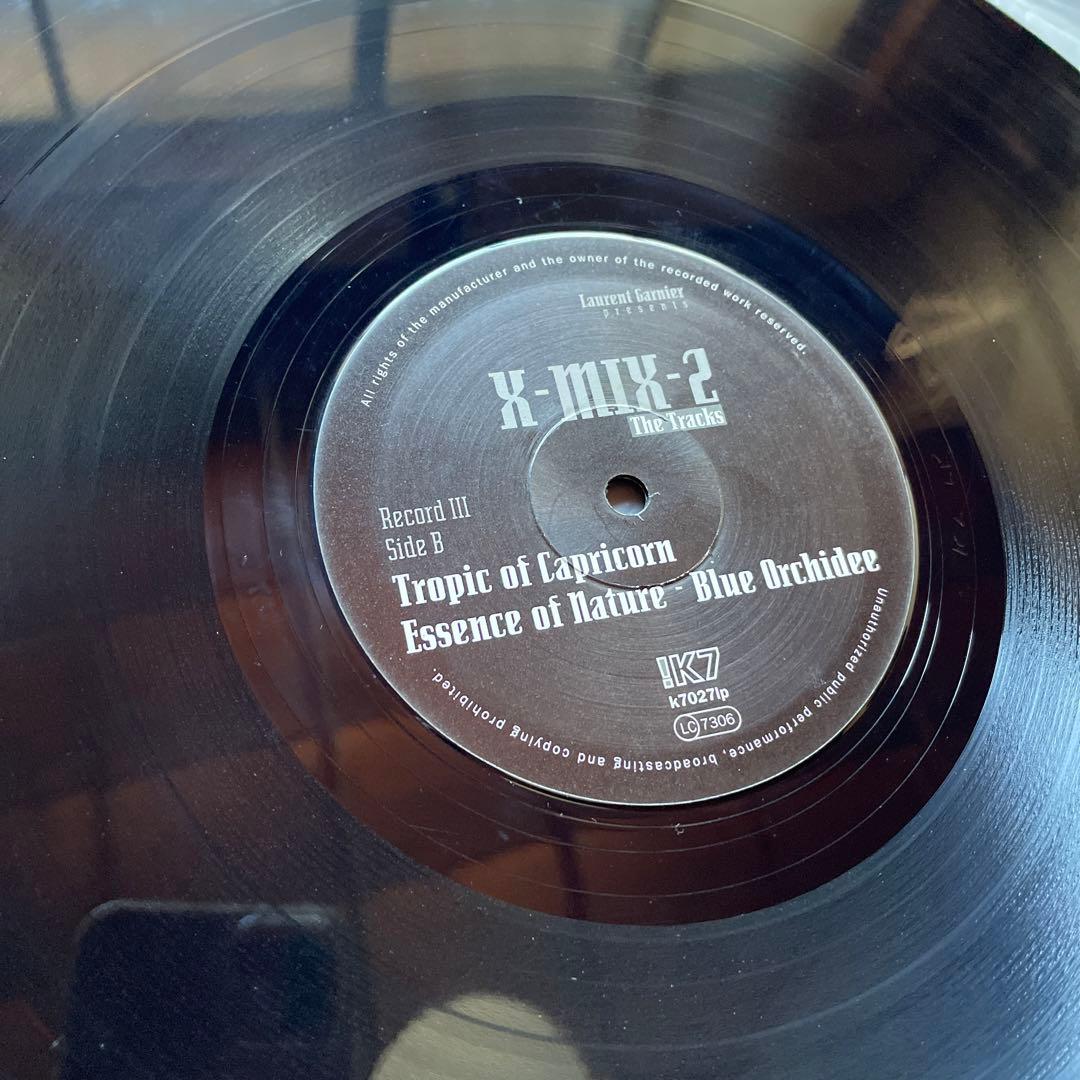 All rights of the manufacturer and the owner of the recorded work reserved.
Laurent Garnier
presents
X-MIX-2
The Tracks
Record III
Side B
Tropic of Capricorn
Essence of Nature - Blue Orchidee
!K7
k7027lp
LC 7306
Unauthorized public performance, broadcasting and copying prohibited.